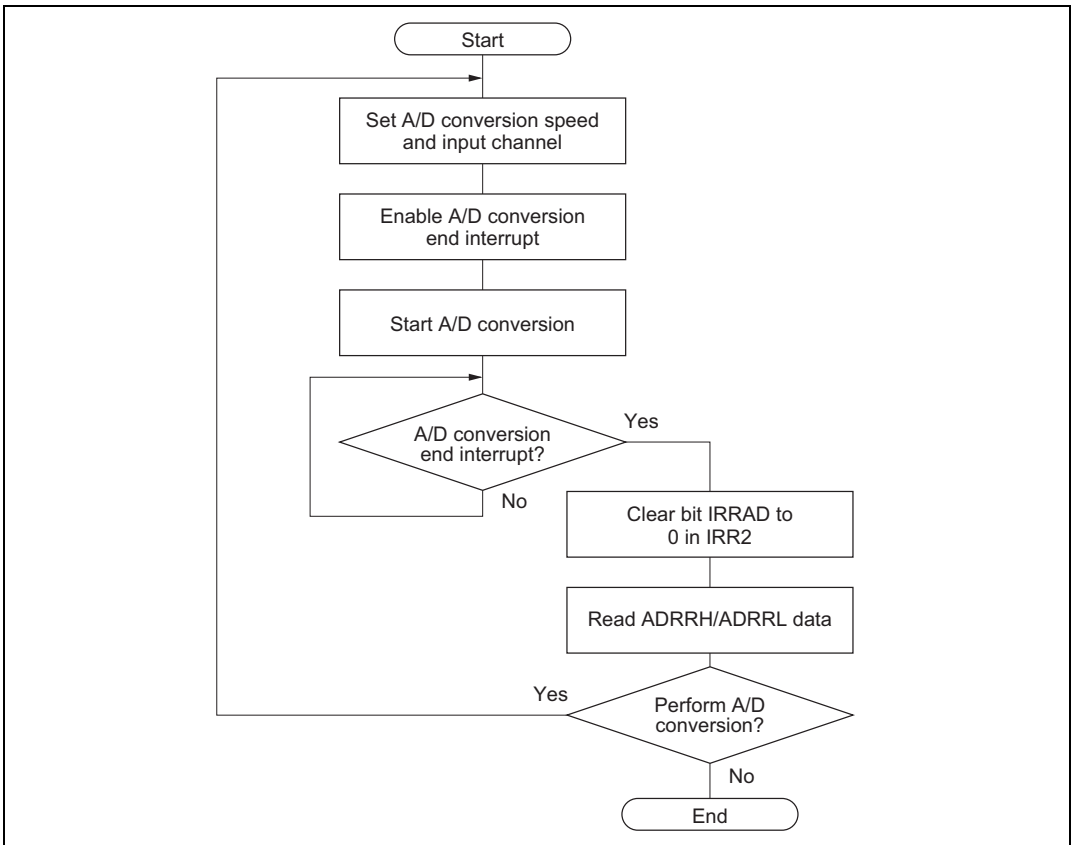 Start
Set A/D conversion speed
and input channel
Enable A/D conversion
end interrupt
Start A/D conversion
A/D conversion
end interrupt?
Yes
No
Clear bit IRRAD to
0 in IRR2
Read ADRRH/ADRRL data
Yes
Perform A/D
conversion?
No
End